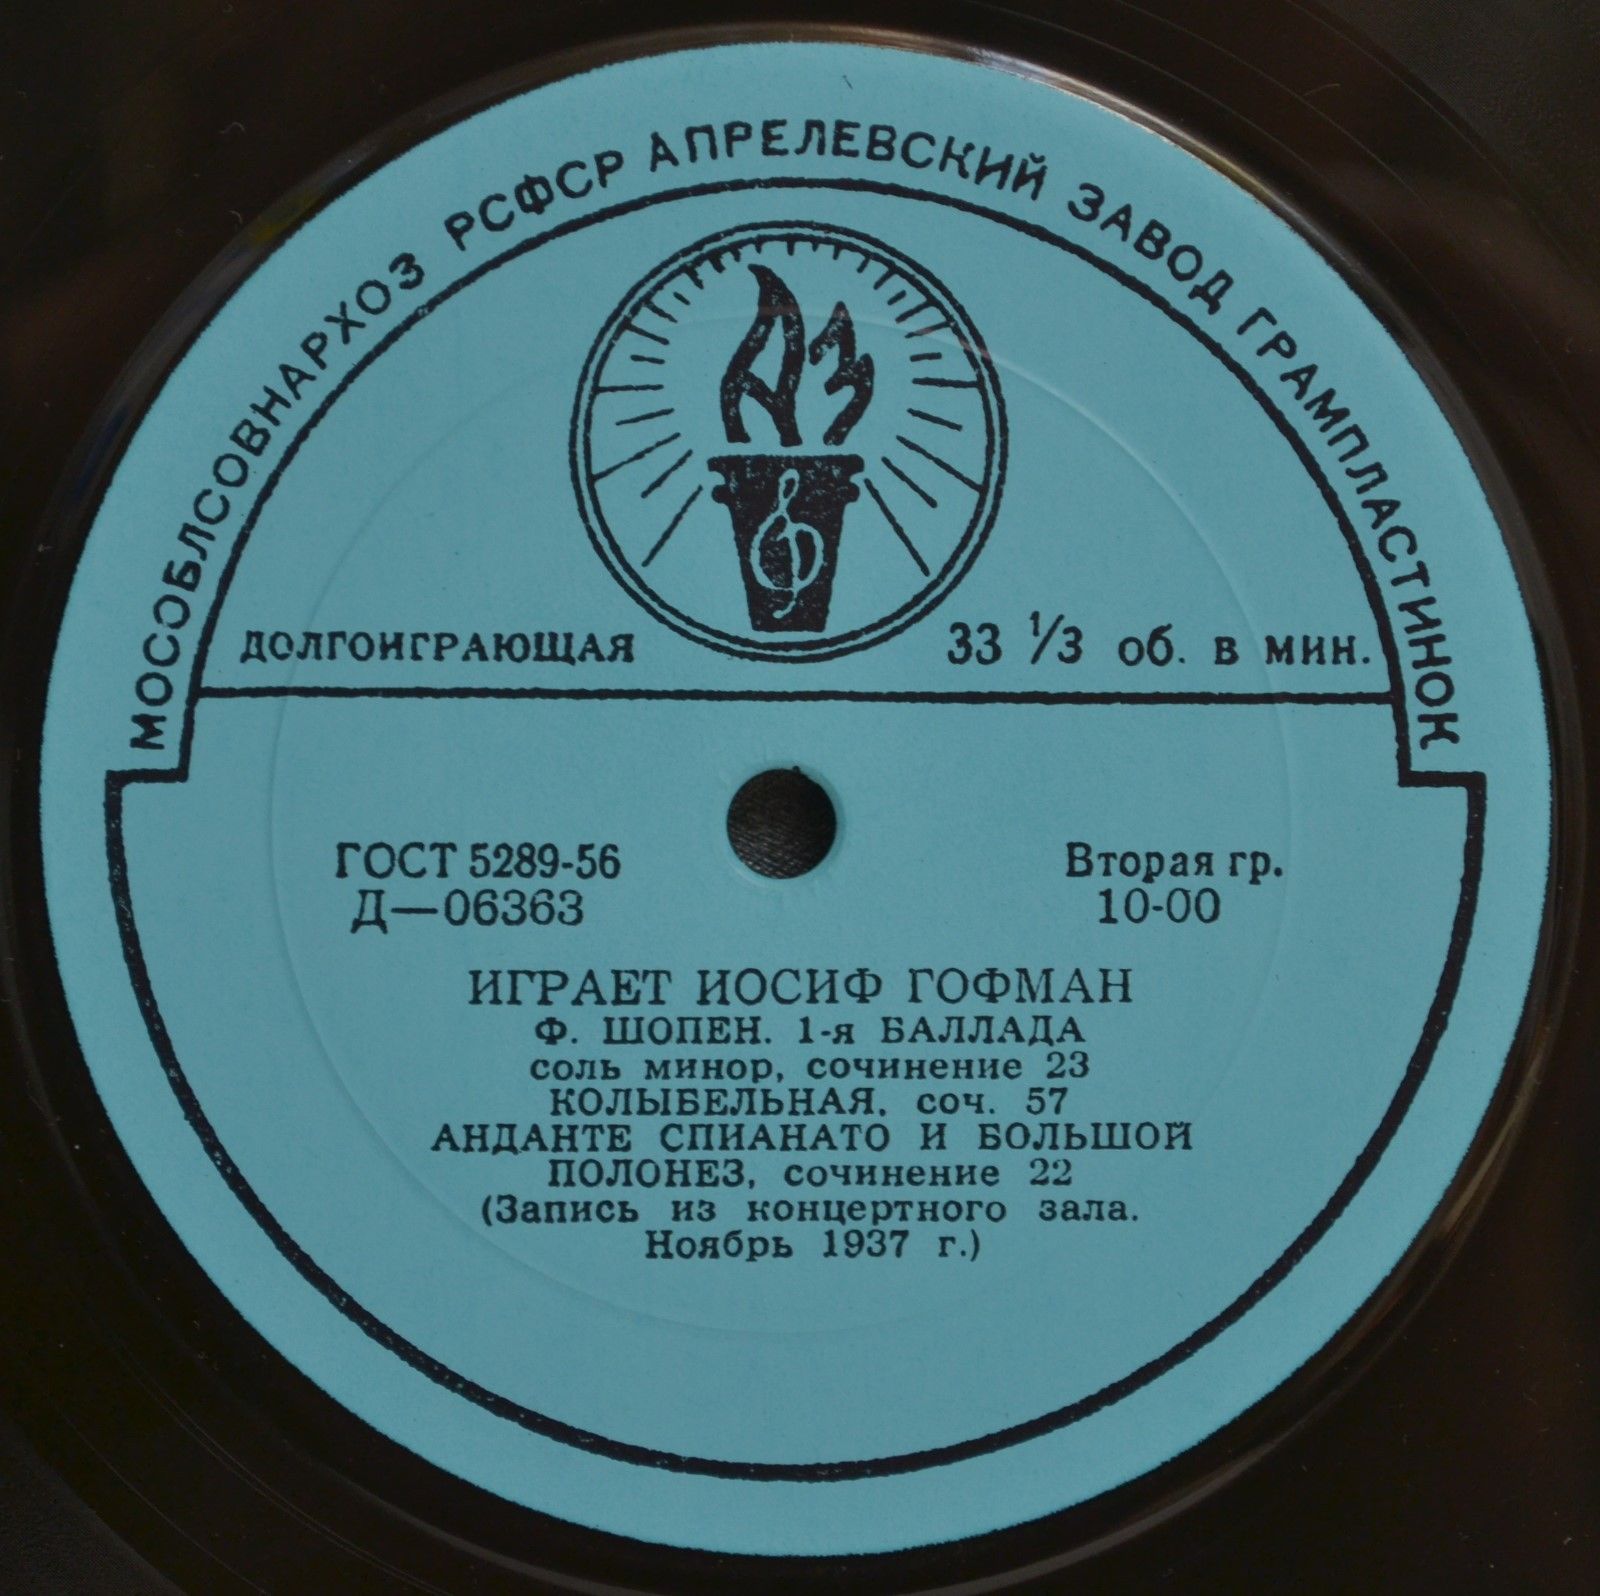 МОСОБЛСОВНАРХОЗ РСФСР АПРЕЛЕВСКИЙ ЗАВОД ГРАМПЛАСТИНОК
АЗ
ДОЛГОИГРАЮЩАЯ 33 1/3 об. в мин.
ГОСТ 5289-56 Вторая гр.
Д—06363 10-00
ИГРАЕТ ИОСИФ ГОФМАН
Ф. ШОПЕН. 1-я БАЛЛАДА
соль минор, сочинение 23
КОЛЫБЕЛЬНАЯ, соч. 57
АНДАНТЕ СПИАНАТО И БОЛЬШОЙ
ПОЛОНЕЗ, сочинение 22
(Запись из концертного зала.
Ноябрь 1937 г.)